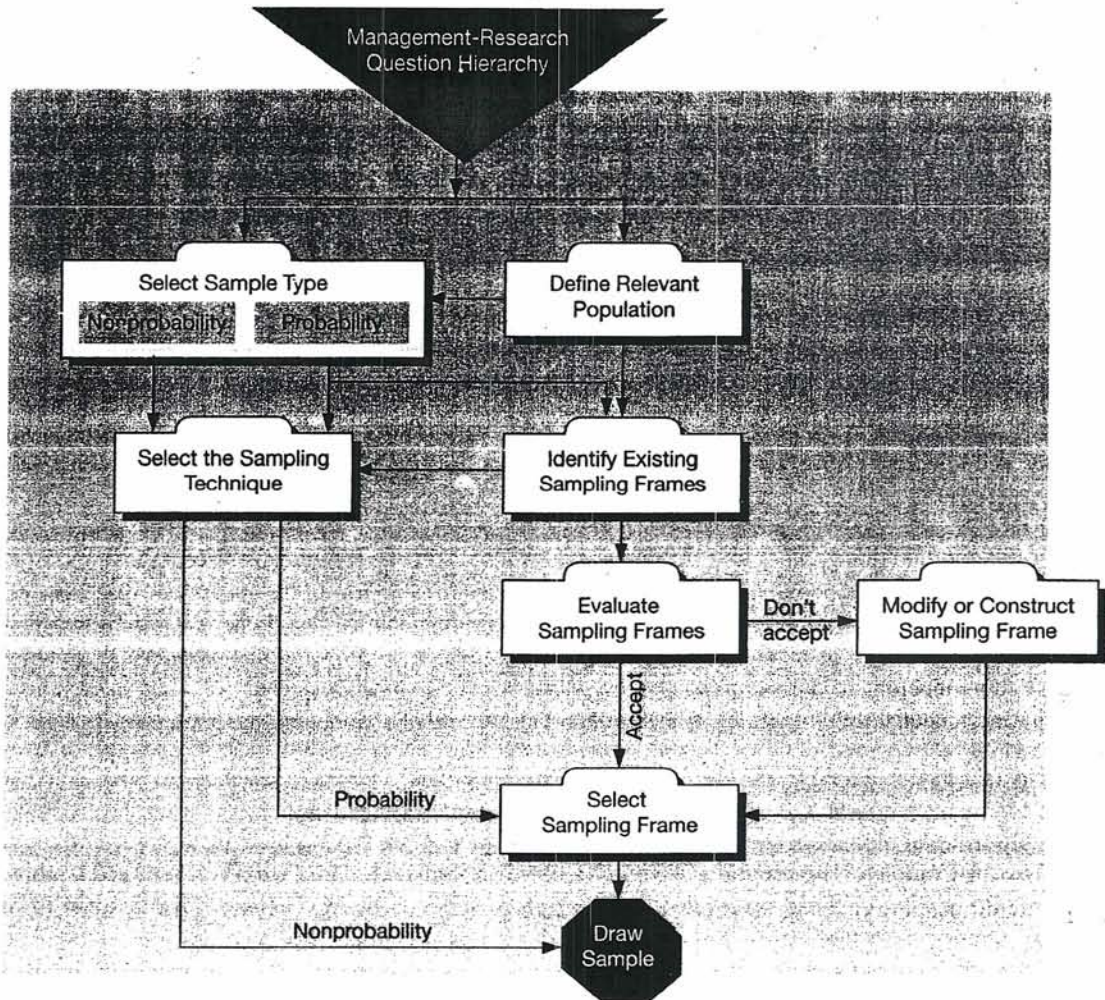 Management-Research
Question Hierarchy
Select Sample Type
Nonprobability
Probability
Define Relevant
Population
Select the Sampling
Technique
Identify Existing
Sampling Frames
Evaluate
Sampling Frames
Don't
accept
Modify or Construct
Sampling Frame
Accept
Probability
Select
Sampling Frame
Nonprobability
Draw
Sample